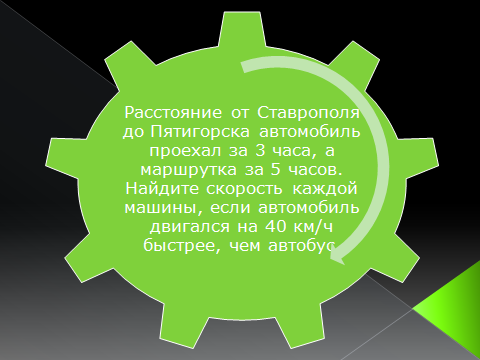 Расстояние от Ставрополя
до Пятигорска автомобиль
проехал за 3 часа, а
маршрутка за 5 часов.
Найдите скорость каждой
машины, если автомобиль
двигался на 40 км/ч
быстрее, чем автобус